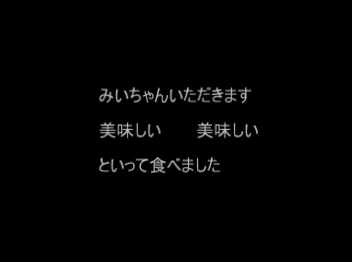 みいちゃんいただきます
美味しい　　美味しい
といって食べました